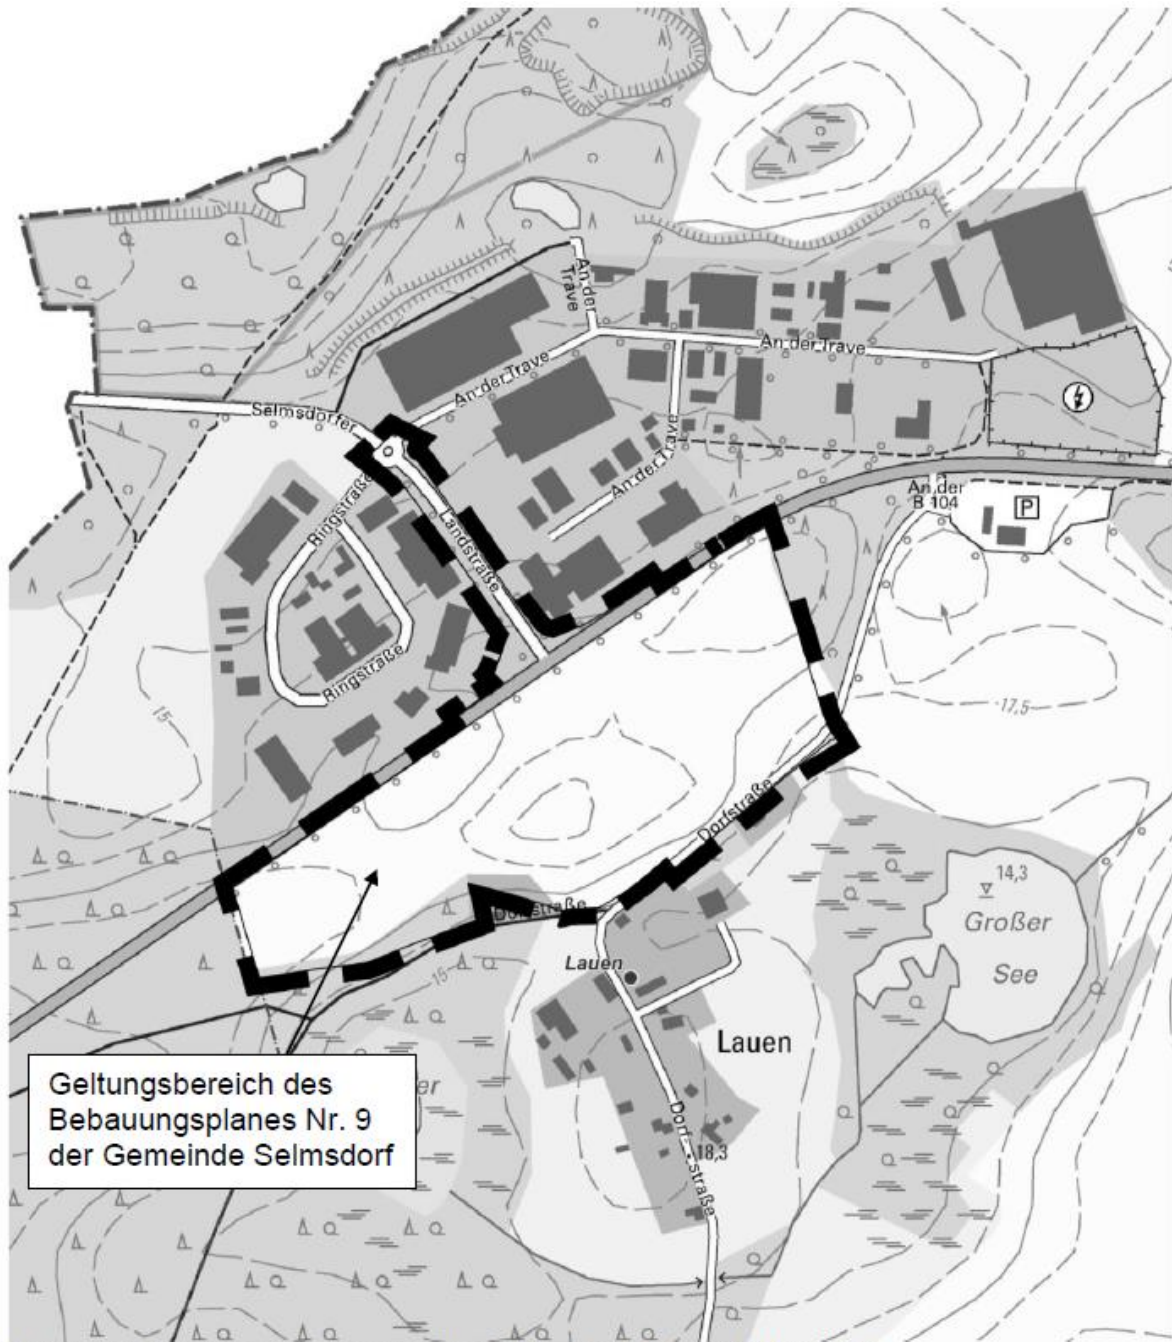 An der
Trave
An der Trave
An der Trave
Selmsdorfer
Landstraße
An der Trave
Ringstraße
Ringstraße
An der
B 104
P
15
17,5
Dorfstraße
Dorfstraße
14,3
Großer
See
Lauen
15
Lauen
Geltungsbereich des
Bebauungsplanes Nr. 9
der Gemeinde Selmsdorf
er
Dorfstraße
18,3